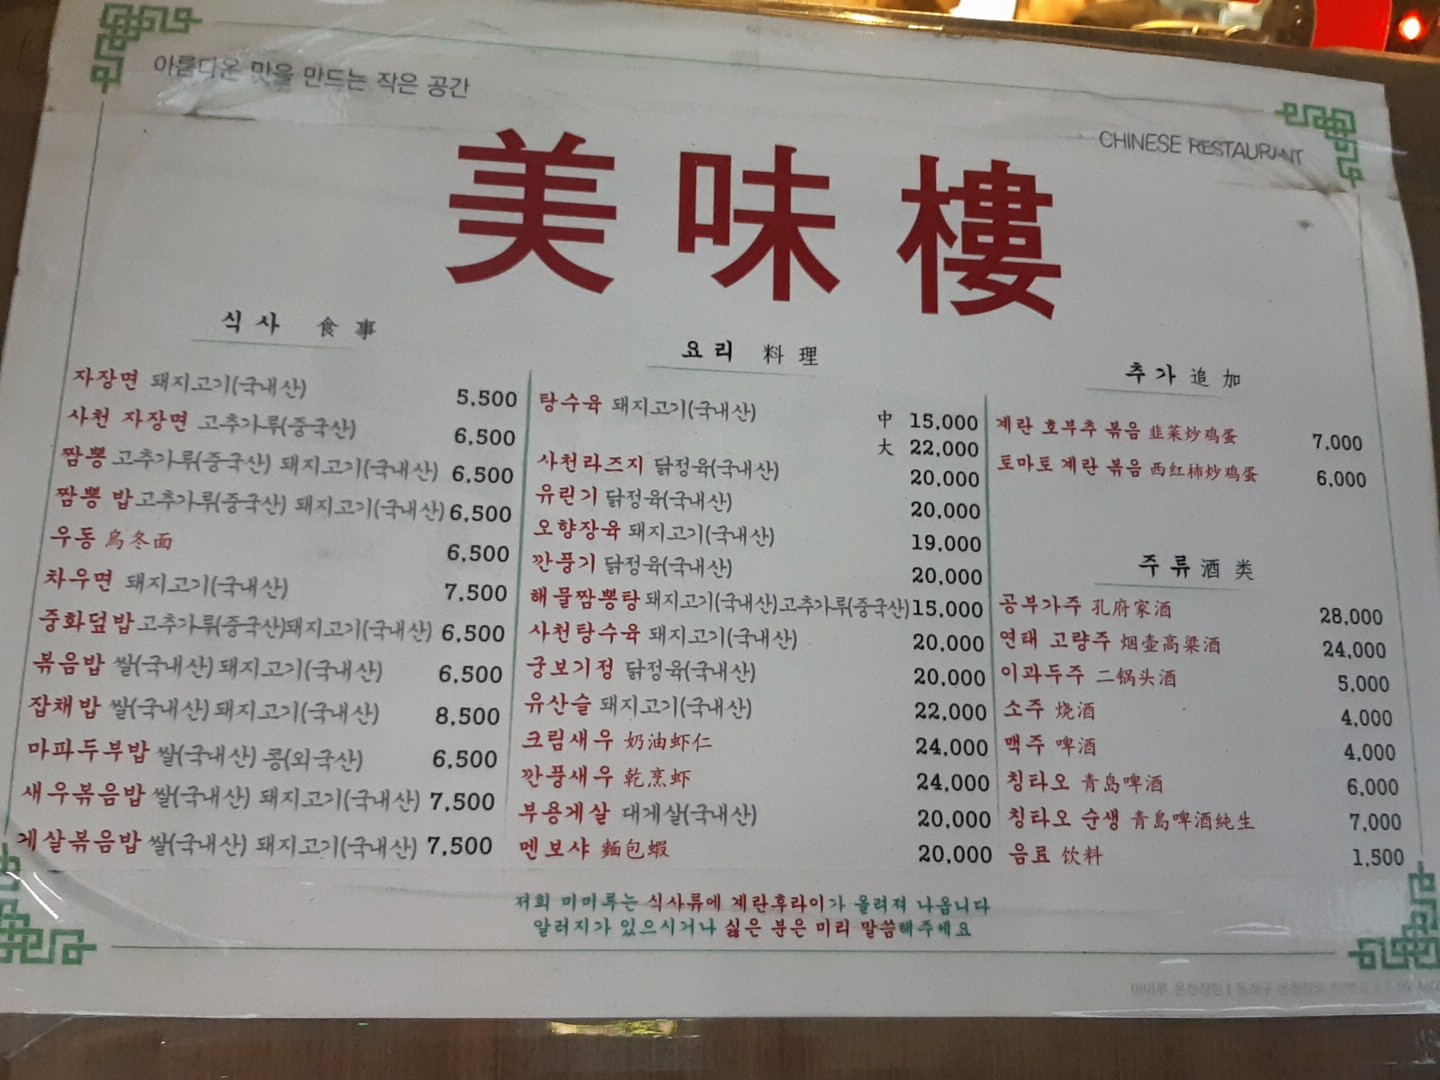 아름다운 맛을 만드는 작은 공간
CHINESE RESTAURANT
美味樓
식사 食事
자장면 돼지고기(국내산) 5,500
사천 자장면 고추가루(중국산) 6,500
짬뽕 고추가루(중국산) 돼지고기(국내산) 6,500
짬뽕 밥 고추가루(중국산) 돼지고기(국내산) 6,500
우동 烏冬面 6,500
차우면 돼지고기(국내산) 7,500
중화덮밥 고추가루(중국산)돼지고기(국내산) 6,500
볶음밥 쌀(국내산) 돼지고기(국내산) 6,500
잡채밥 쌀(국내산) 돼지고기(국내산) 8,500
마파두부밥 쌀(국내산) 콩(외국산) 6,500
새우볶음밥 쌀(국내산) 돼지고기(국내산) 7,500
게살볶음밥 쌀(국내산) 돼지고기(국내산) 7,500
요리 料理
탕수육 돼지고기(국내산) 中 15,000
大 22,000
사천라즈지 닭정육(국내산) 20,000
유린기 닭정육(국내산) 20,000
오향장육 돼지고기(국내산) 19,000
깐풍기 닭정육(국내산) 20,000
해물짬뽕탕 돼지고기(국내산)고추가루(중국산) 15,000
사천탕수육 돼지고기(국내산) 20,000
궁보기정 닭정육(국내산) 20,000
유산슬 돼지고기(국내산) 22,000
크림새우 奶油虾仁 24,000
깐풍새우 乾烹虾 24,000
부용게살 대게살(국내산) 20,000
멘보샤 麵包蝦 20,000
추가 追加
계란 호부추 볶음 韭菜炒鸡蛋 7,000
토마토 계란 볶음 西红柿炒鸡蛋 6,000
주류 酒类
공부가주 孔府家酒 28,000
연태 고량주 烟壶高粱酒 24,000
이과두주 二锅头酒 5,000
소주 烧酒 4,000
맥주 啤酒 4,000
칭타오 青岛啤酒 6,000
칭타오 순생 青島啤酒純生 7,000
음료 饮料 1,500
저희 미미루는 식사류에 계란후라이가 올려져 나옵니다
알러지가 있으시거나 싫은 분은 미리 말씀해주세요